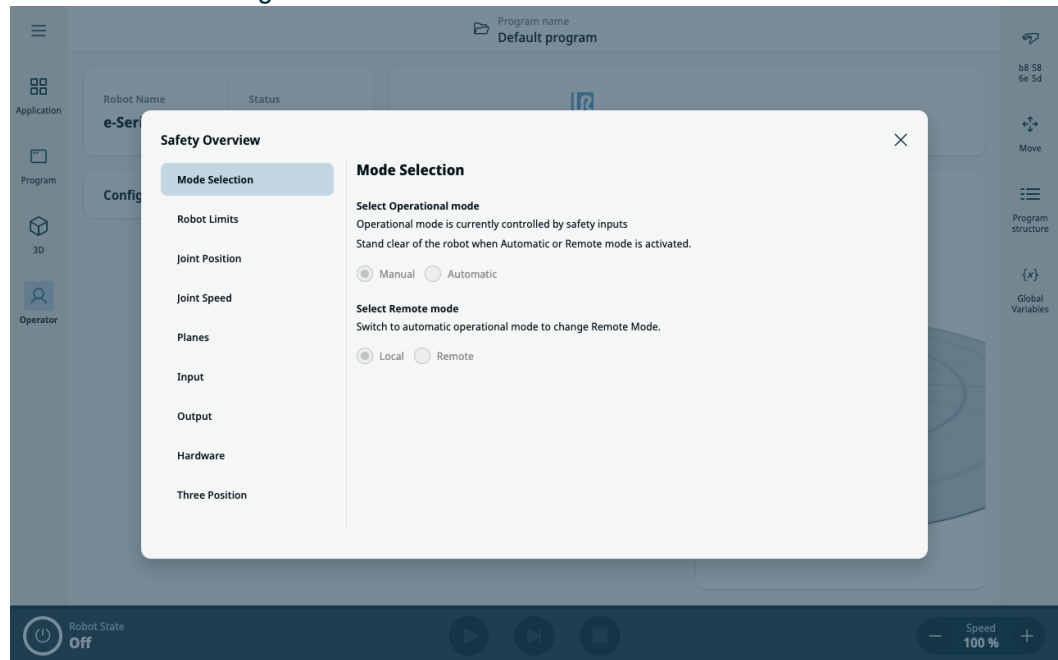 Program name
Default program
b8 58
6e 5d
Application
Robot Name
Status
e-Seri
Safety Overview
Mode Selection
Mode Selection
Move
Program
Config
Select Operational mode
Operational mode is currently controlled by safety inputs
Robot Limits
Program
structure
Stand clear of the robot when Automatic or Remote mode is activated.
3D
Joint Position
Manual
Automatic
{x}
Joint Speed
Select Remote mode
Global
Variables
Operator
Switch to automatic operational mode to change Remote Mode.
Planes
Local
Remote
Input
Output
Hardware
Three Position
Robot State
Off
Speed
100 %